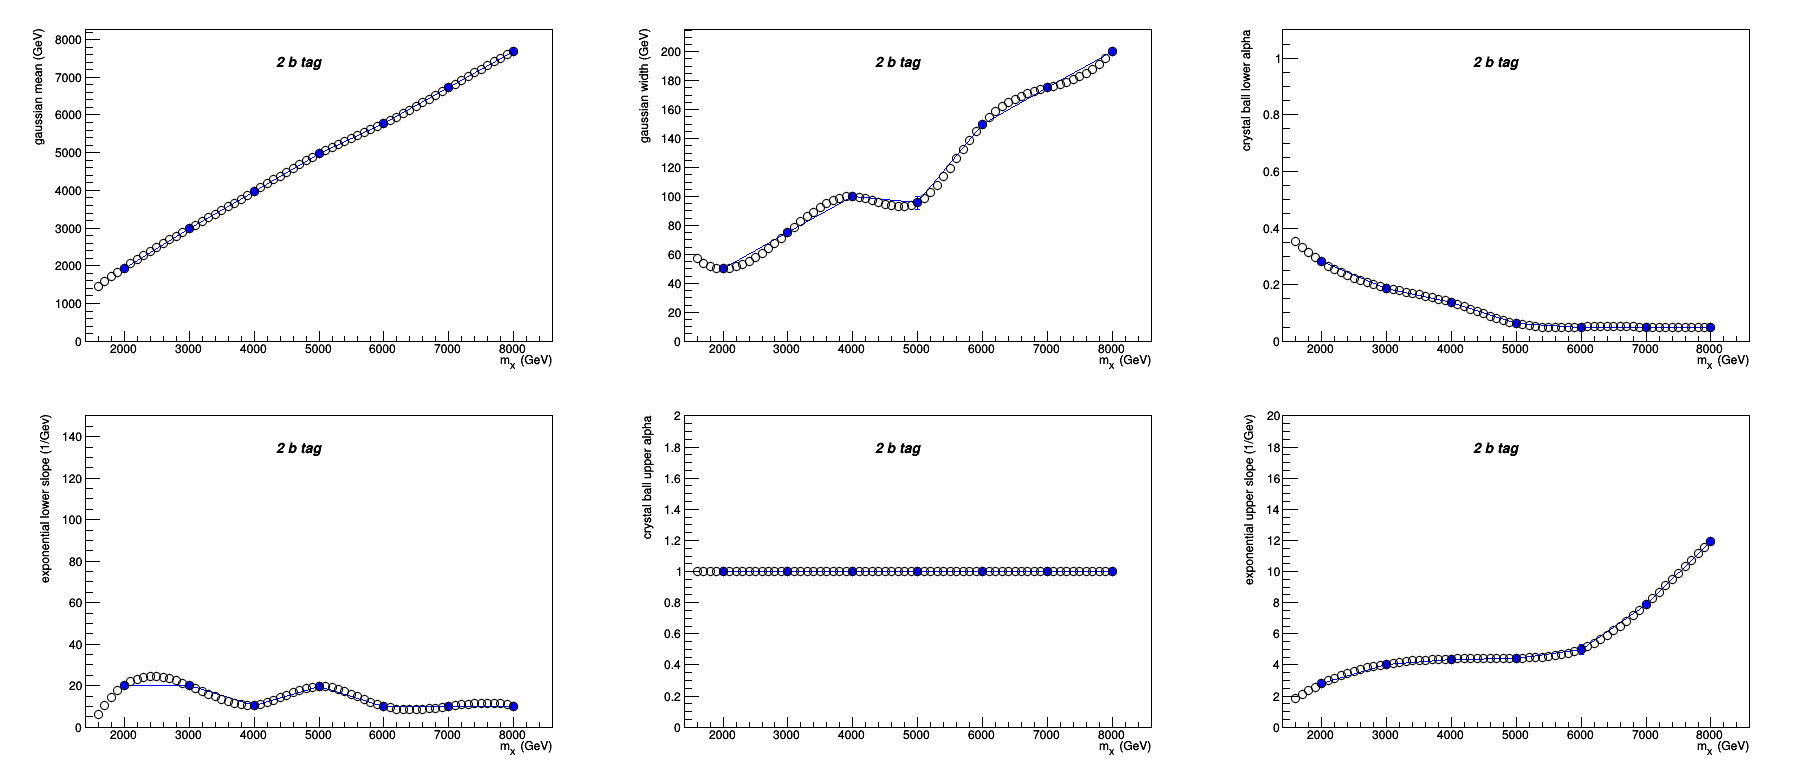 gaussian mean (GeV)
2 b tag
8000
7000
6000
5000
4000
3000
2000
1000
0
2000 3000 4000 5000 6000 7000 8000
m_x (GeV)
gaussian width (GeV)
2 b tag
200
180
160
140
120
100
80
60
40
20
0
2000 3000 4000 5000 6000 7000 8000
m_x (GeV)
crystal ball lower alpha
2 b tag
1
0.8
0.6
0.4
0.2
0
2000 3000 4000 5000 6000 7000 8000
m_x (GeV)
exponential lower slope (1/Gev)
2 b tag
140
120
100
80
60
40
20
0
2000 3000 4000 5000 6000 7000 8000
m_x (GeV)
crystal ball upper alpha
2 b tag
2
1.8
1.6
1.4
1.2
1
0.8
0.6
0.4
0.2
0
2000 3000 4000 5000 6000 7000 8000
m_x (GeV)
exponential upper slope (1/Gev)
2 b tag
20
18
16
14
12
10
8
6
4
2
0
2000 3000 4000 5000 6000 7000 8000
m_x (GeV)